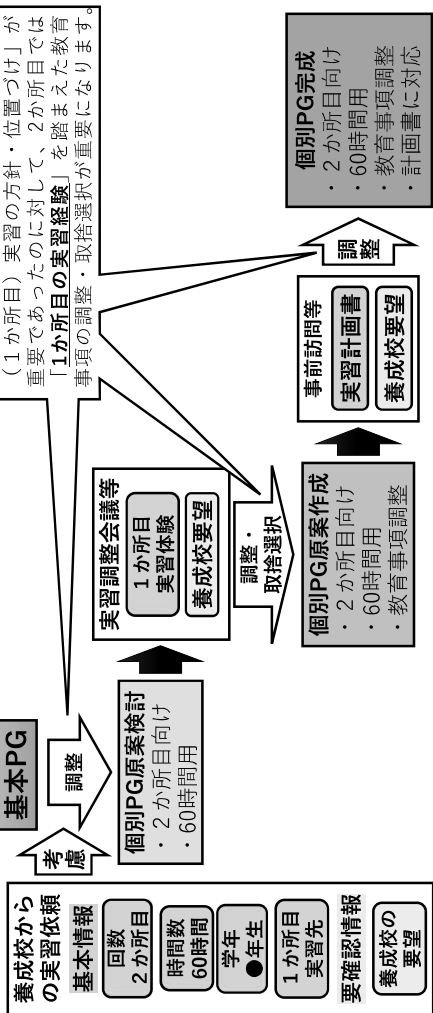 養成校から
の実習依頼
基本情報
回数
2か所目
時間数
60時間
学年
●年生
1か所目
実習先
要確認情報
養成校の
要望
考慮
基本PG
調整
個別PG原案検討
・2か所目向け
・60時間用
実習調整会議等
1か所目
実習体験
養成校要望
調整・
取捨選択
個別PG原案作成
・2か所目向け
・60時間用
・教育事項調整
事前訪問等
実習計画書
養成校要望
調整
個別PG完成
・2か所目向け
・60時間用
・教育事項調整
・計画書に対応
（1か所目）実習の方針・位置づけ」が
重要であったのに対して、2か所目では
「1か所目の実習経験」を踏まえた教育
事項の調整・取捨選択が重要になります。